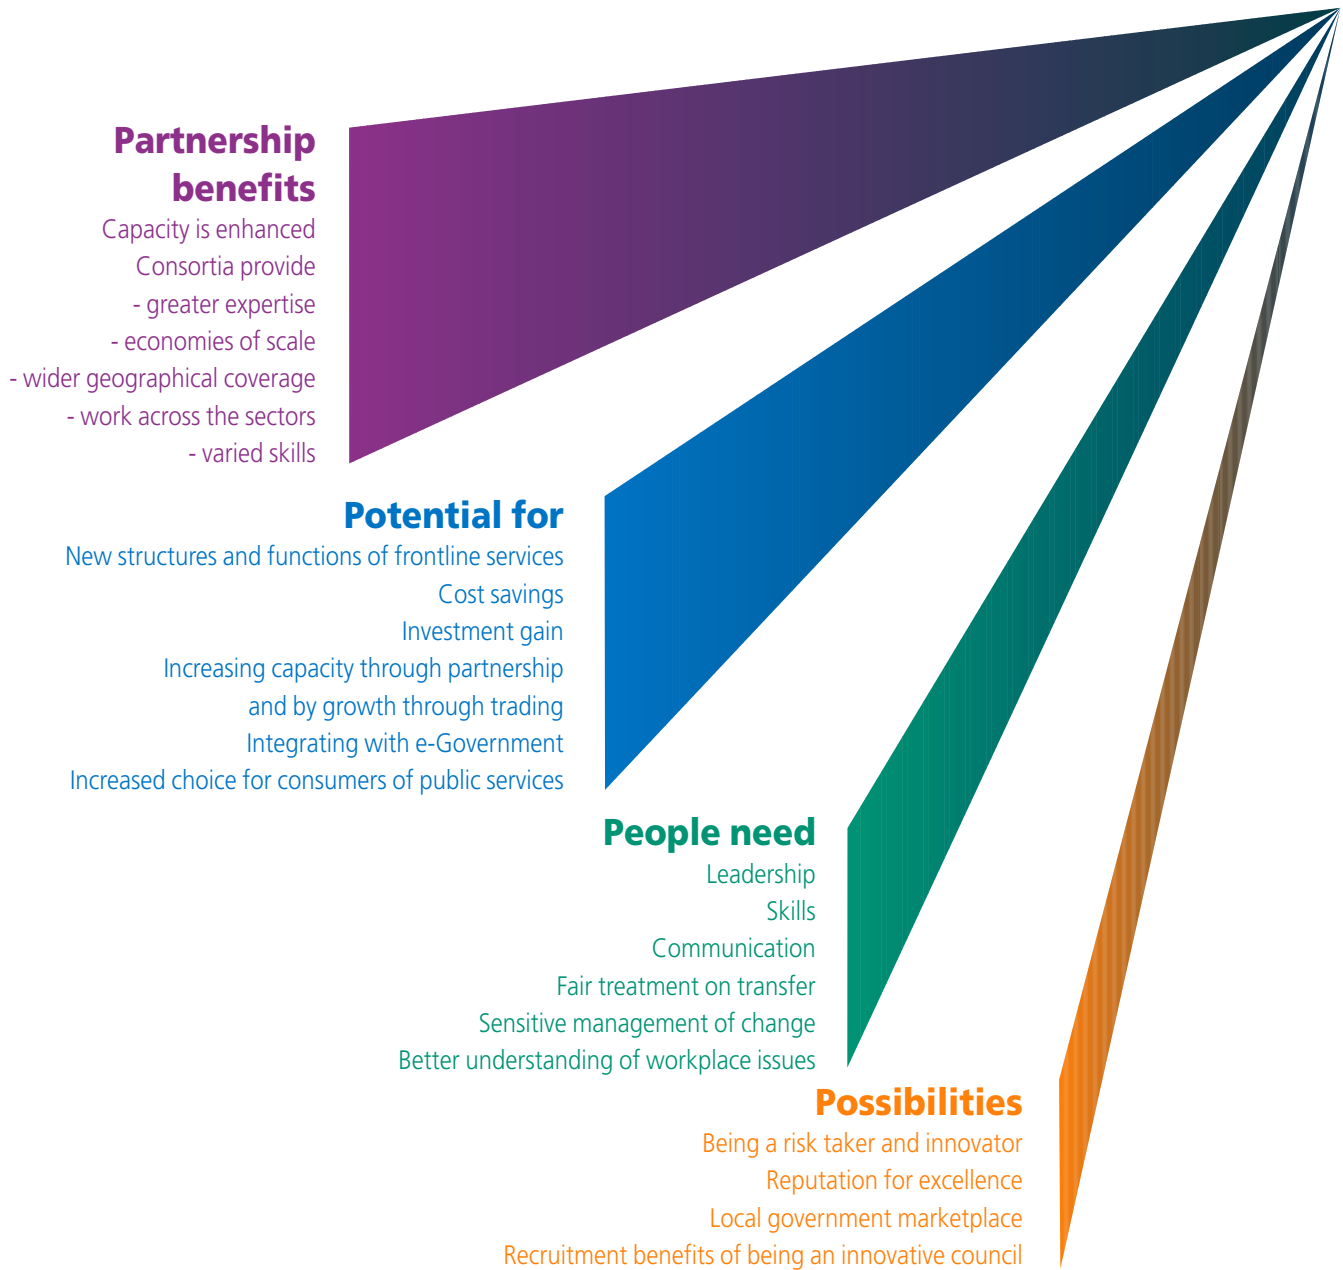 Partnership
benefits
Capacity is enhanced
Consortia provide
- greater expertise
- economies of scale
- wider geographical coverage
- work across the sectors
- varied skills
Potential for
New structures and functions of frontline services
Cost savings
Investment gain
Increasing capacity through partnership
and by growth through trading
Integrating with e-Government
Increased choice for consumers of public services
People need
Leadership
Skills
Communication
Fair treatment on transfer
Sensitive management of change
Better understanding of workplace issues
Possibilities
Being a risk taker and innovator
Reputation for excellence
Local government marketplace
Recruitment benefits of being an innovative council